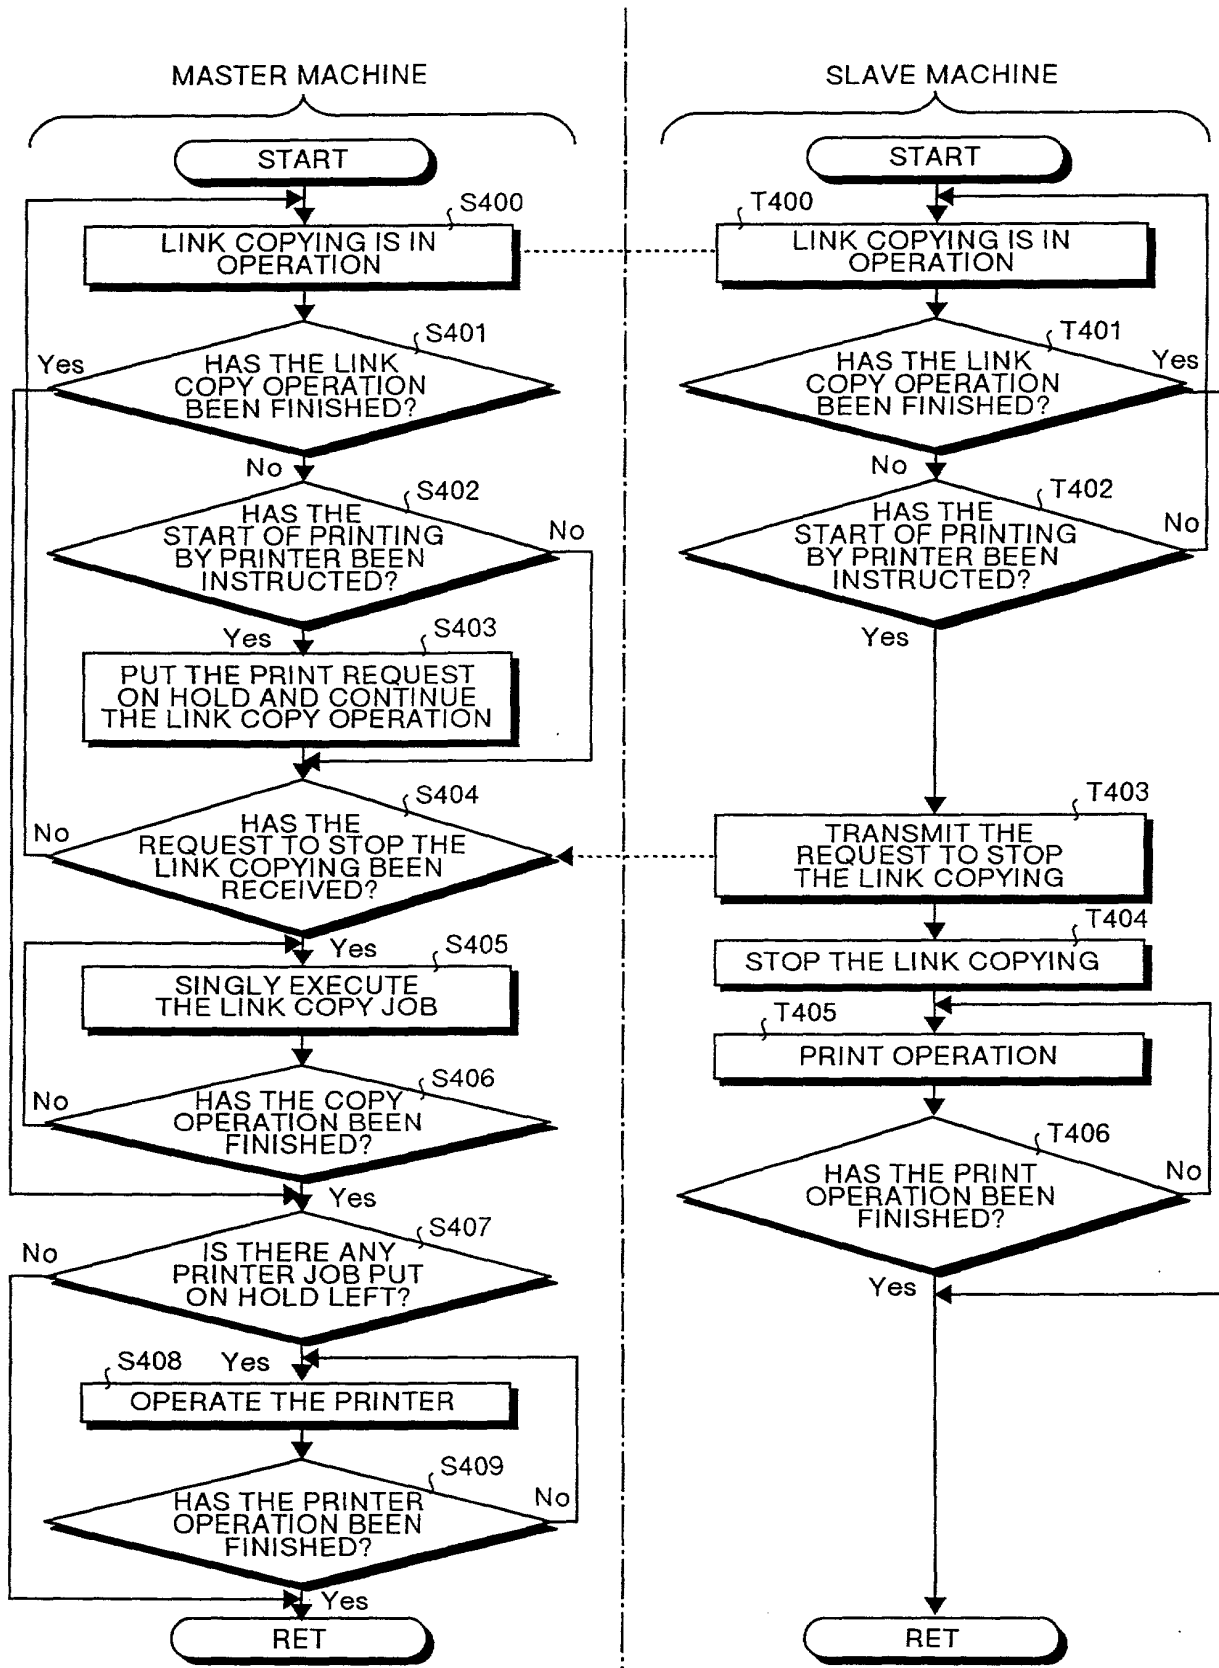 MASTER MACHINE
START
S400
LINK COPYING IS IN
OPERATION
S401
Yes
HAS THE LINK
COPY OPERATION
BEEN FINISHED?
No
S402
HAS THE
START OF PRINTING
BY PRINTER BEEN
INSTRUCTED?
No
Yes
S403
PUT THE PRINT REQUEST
ON HOLD AND CONTINUE
THE LINK COPY OPERATION
S404
No
HAS THE
REQUEST TO STOP THE
LINK COPYING BEEN
RECEIVED?
Yes
S405
SINGLY EXECUTE
THE LINK COPY JOB
S406
No
HAS THE COPY
OPERATION BEEN
FINISHED?
Yes
S407
No
IS THERE ANY
PRINTER JOB PUT
ON HOLD LEFT?
Yes
S408
OPERATE THE PRINTER
S409
HAS THE PRINTER
OPERATION BEEN
FINISHED?
No
Yes
RET
SLAVE MACHINE
START
T400
LINK COPYING IS IN
OPERATION
T401
Yes
HAS THE LINK
COPY OPERATION
BEEN FINISHED?
No
T402
HAS THE
START OF PRINTING
BY PRINTER BEEN
INSTRUCTED?
No
Yes
T403
TRANSMIT THE
REQUEST TO STOP
THE LINK COPYING
T404
STOP THE LINK COPYING
T405
PRINT OPERATION
T406
HAS THE PRINT
OPERATION BEEN
FINISHED?
No
Yes
RET